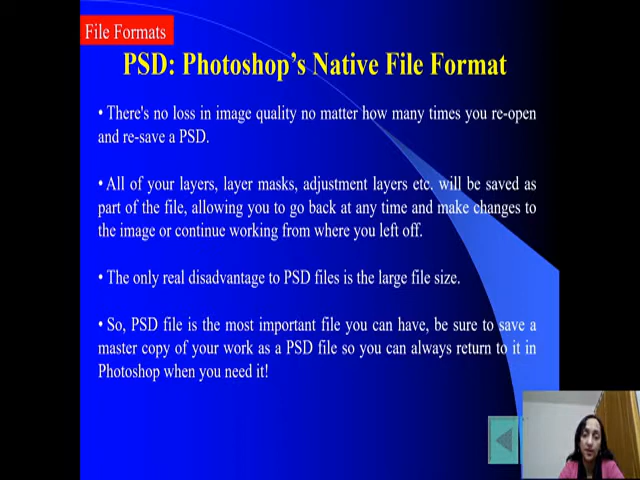 File Formats
PSD: Photoshop's Native File Format
• There's no loss in image quality no matter how many times you re-open
and re-save a PSD.
• All of your layers, layer masks, adjustment layers etc. will be saved as
part of the file, allowing you to go back at any time and make changes to
the image or continue working from where you left off.
• The only real disadvantage to PSD files is the large file size.
• So, PSD file is the most important file you can have, be sure to save a
master copy of your work as a PSD file so you can always return to it in
Photoshop when you need it!